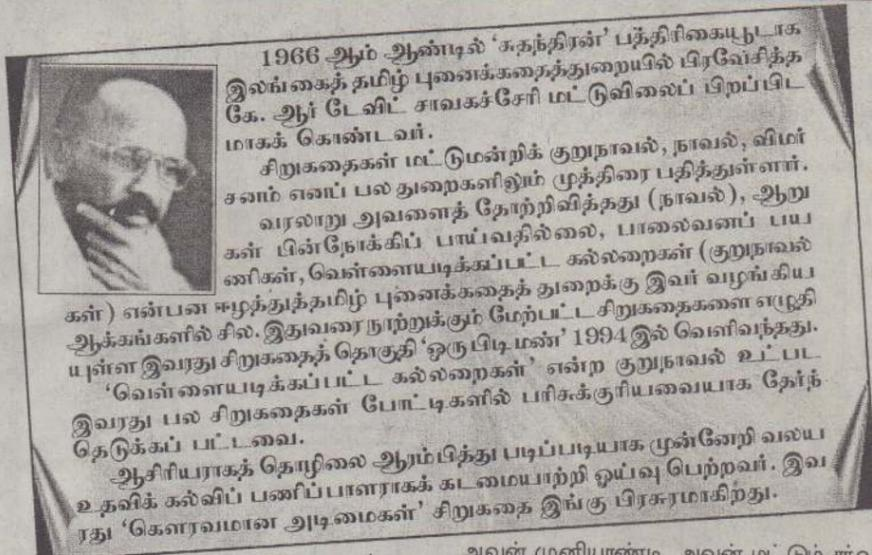 1966 ஆம் ஆண்டில் ‘சுதந்திரன்’ பத்திரிகையூடாக
இலங்கைத் தமிழ் புனைக்கதைத்துறையில் பிரவேசித்த
கே. ஆர் டேவிட் சாவகச்சேரி மட்டுவிலைப் பிறப்பிட
மாகக் கொண்டவர்.
சிறுகதைகள் மட்டுமன்றிக் குறுநாவல், நாவல், விமர்
சனம் எனப் பல துறைகளிலும் முத்திரை பதித்துள்ளார்.
வரலாறு அவளைத் தோற்றிவித்தது (நாவல்), ஆறு
கள் பின்நோக்கிப் பாய்வதில்லை, பாலைவனப் பய
ணிகள், வெள்ளையடிக்கப்பட்ட கல்லறைகள் (குறுநாவல்
கள்) என்பன ஈழத்துத்தமிழ் புனைக்கதைத் துறைக்கு இவர் வழங்கிய
ஆக்கங்களில் சில. இதுவரை நூற்றுக்கும் மேற்பட்ட சிறுகதைகளை எழுதி
யுள்ள இவரது சிறுகதைத் தொகுதி ‘ஒரு பிடி மண்’ 1994 இல் வெளிவந்தது.
‘வெள்ளையடிக்கப்பட்ட கல்லறைகள்’ என்ற குறுநாவல் உட்பட
இவரது பல சிறுகதைகள் போட்டிகளில் பரிசுக்குரியவையாக தேர்ந்
தெடுக்கப் பட்டவை.
ஆசிரியராகத் தொழிலை ஆரம்பித்து படிப்படியாக முன்னேறி வலய
உதவிக் கல்விப் பணிப்பாளராகக் கடமையாற்றி ஓய்வு பெற்றவர். இவ
ரது ‘கௌரவமான அடிமைகள்’ சிறுகதை இங்கு பிரசுரமாகிறது.
அவன் முனியாண்டி. அவன் மட்டும்